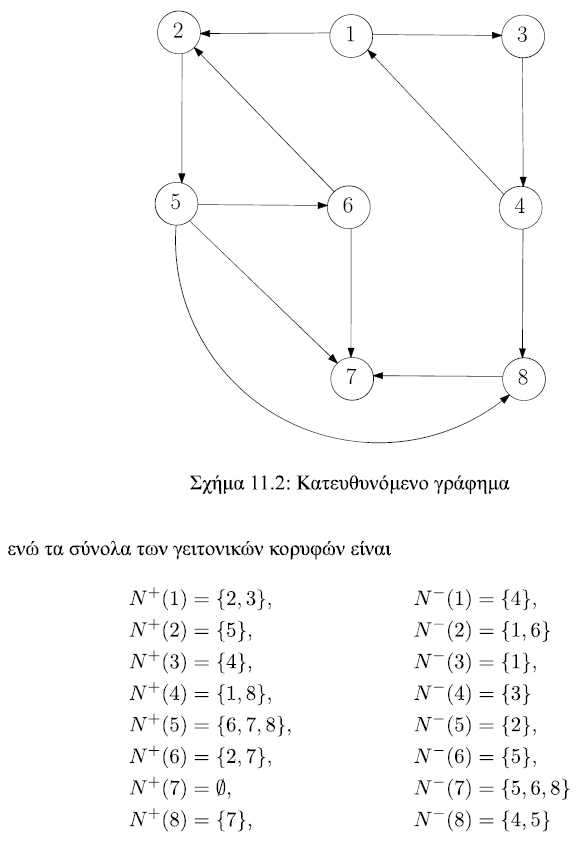 2 1 3
5 6 4
7 8
Σχήμα 11.2: Κατευθυνόμενο γράφημα
ενώ τα σύνολα των γειτονικών κορυφών είναι
N⁺(1) = {2, 3}, N⁻(1) = {4},
N⁺(2) = {5}, N⁻(2) = {1, 6}
N⁺(3) = {4}, N⁻(3) = {1},
N⁺(4) = {1, 8}, N⁻(4) = {3}
N⁺(5) = {6, 7, 8}, N⁻(5) = {2},
N⁺(6) = {2, 7}, N⁻(6) = {5},
N⁺(7) = ∅, N⁻(7) = {5, 6, 8}
N⁺(8) = {7}, N⁻(8) = {4, 5}